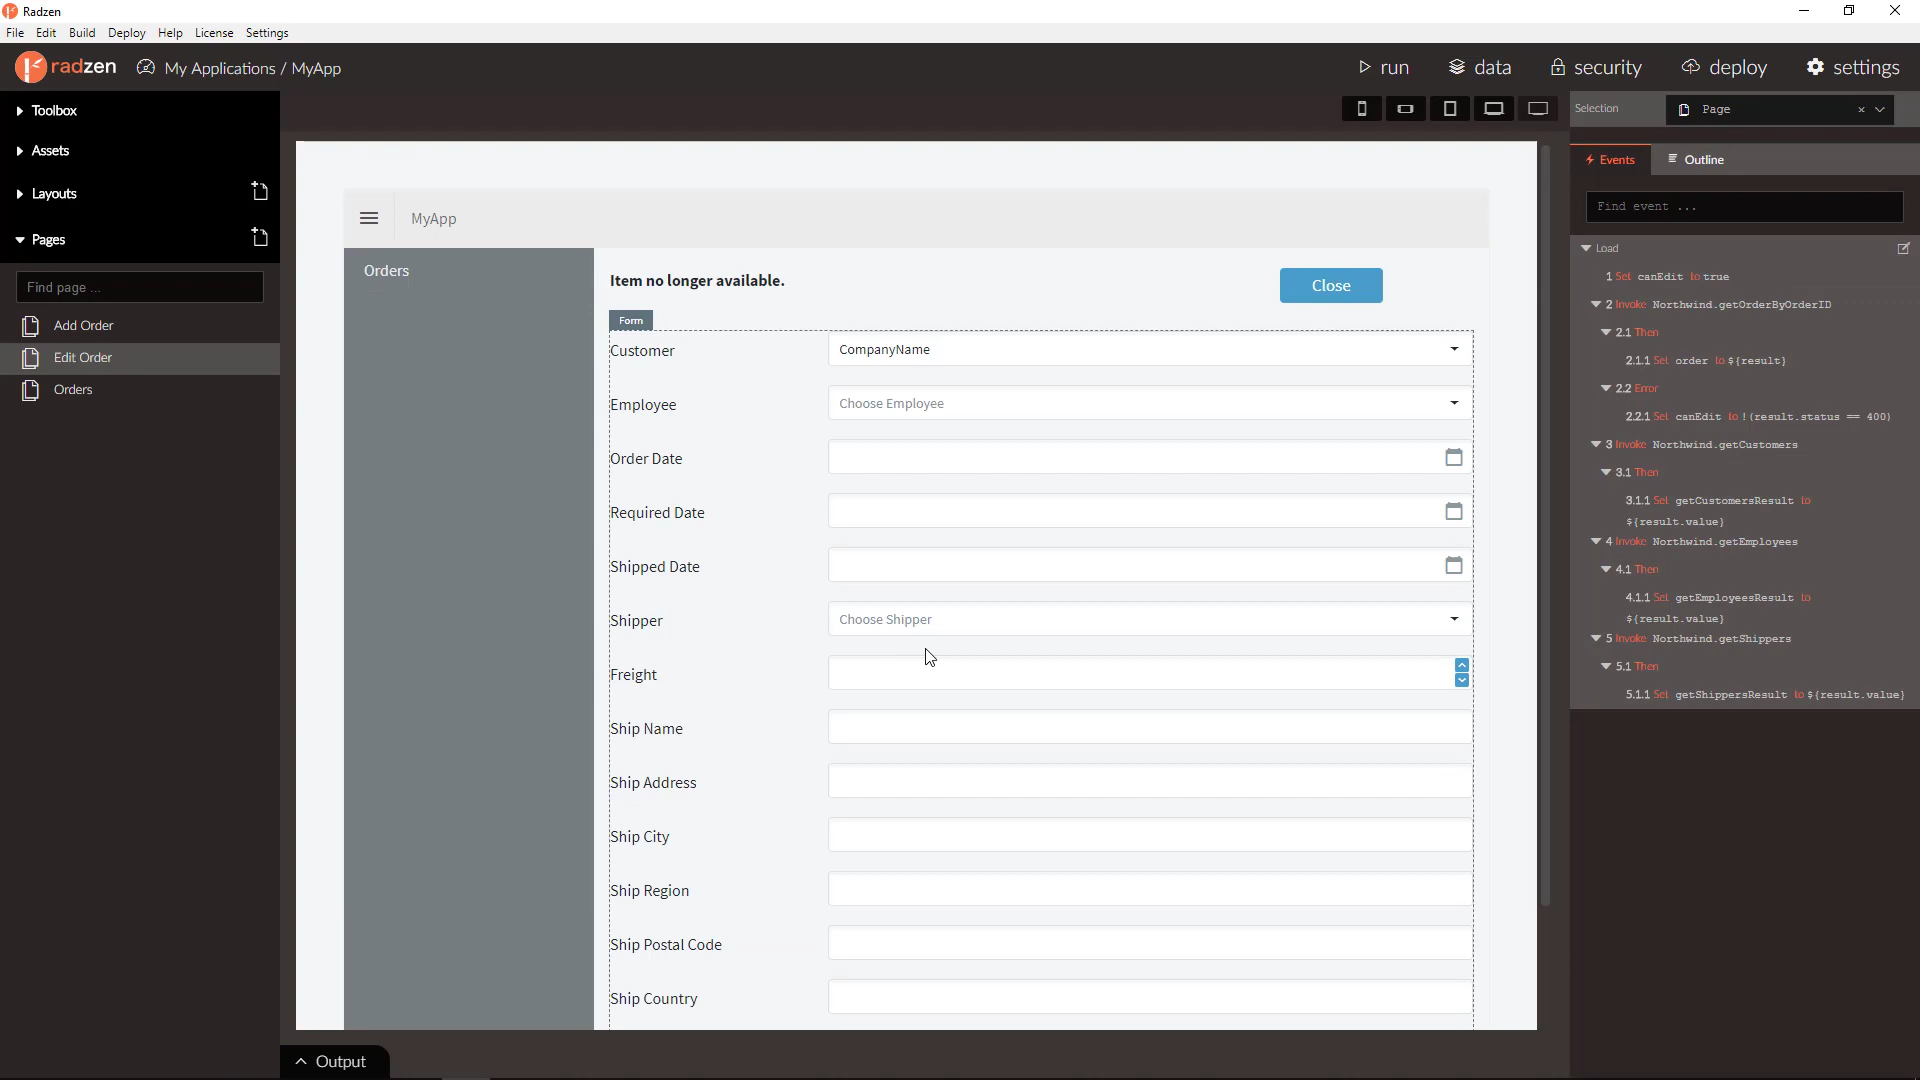 Radzen
File Edit Build Deploy Help License Settings
radzen My Applications / MyApp run data security deploy settings
Toolbox
Assets
Layouts
Pages
Find page ...
Add Order
Edit Order
Orders
MyApp
Orders
Item no longer available.
Close
Form
Customer CompanyName
Employee Choose Employee
Order Date
Required Date
Shipped Date
Shipper Choose Shipper
Freight
Ship Name
Ship Address
Ship City
Ship Region
Ship Postal Code
Ship Country
Output
Selection Page
Events Outline
Find event ...
Load
1 Set canEdit to true
2 Invoke Northwind.getOrderByOrderID
2.1 Then
2.1.1 Set order to ${result}
2.2 Error
2.2.1 Set canEdit to !(result.status == 400)
3 Invoke Northwind.getCustomers
3.1 Then
3.1.1 Set getCustomersResult to
${result.value}
4 Invoke Northwind.getEmployees
4.1 Then
4.1.1 Set getEmployeesResult to
${result.value}
5 Invoke Northwind.getShippers
5.1 Then
5.1.1 Set getShippersResult to ${result.value}